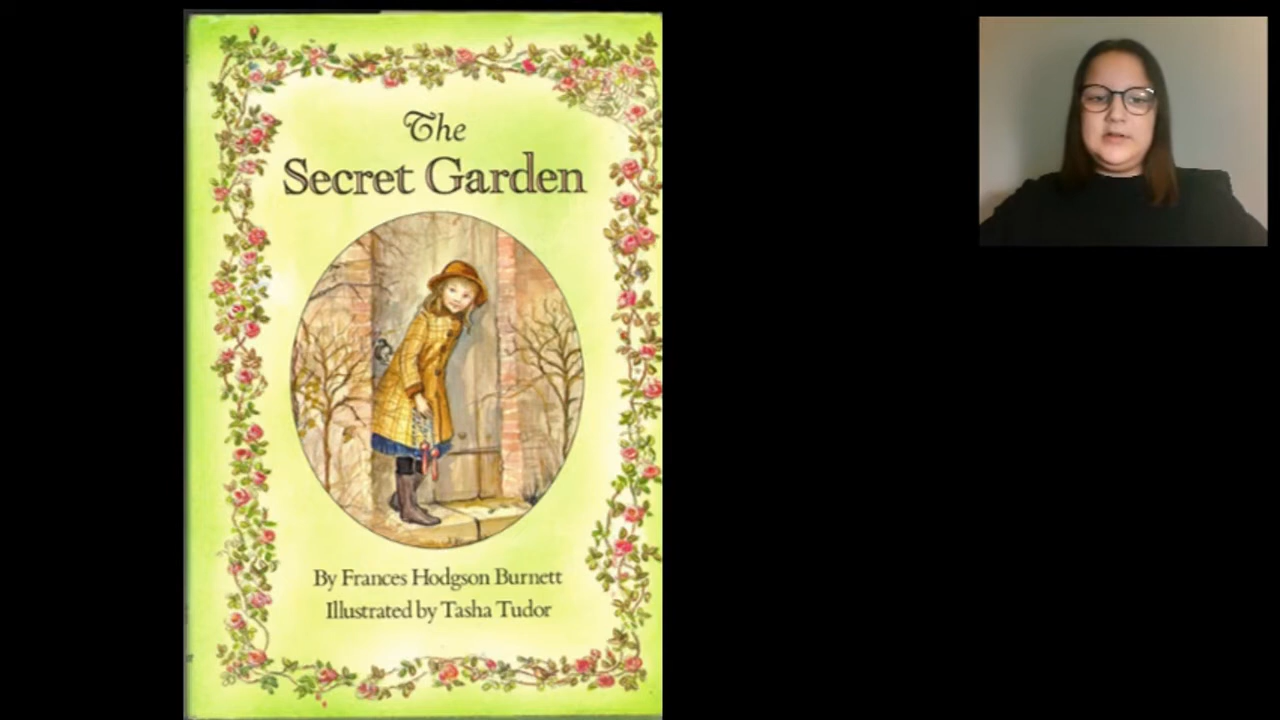 The
Secret Garden
By Frances Hodgson Burnett
Illustrated by Tasha Tudor